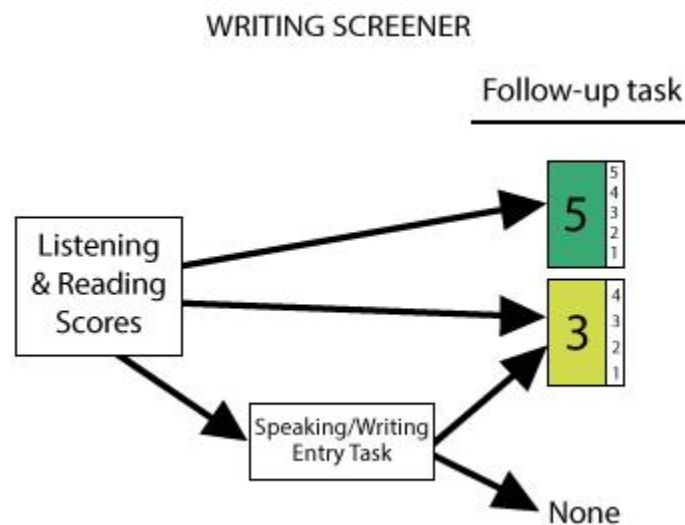 WRITING SCREENER
Follow-up task
5
5
4
3
2
1
Listening
& Reading
Scores
3
4
3
2
1
Speaking/Writing
Entry Task
None